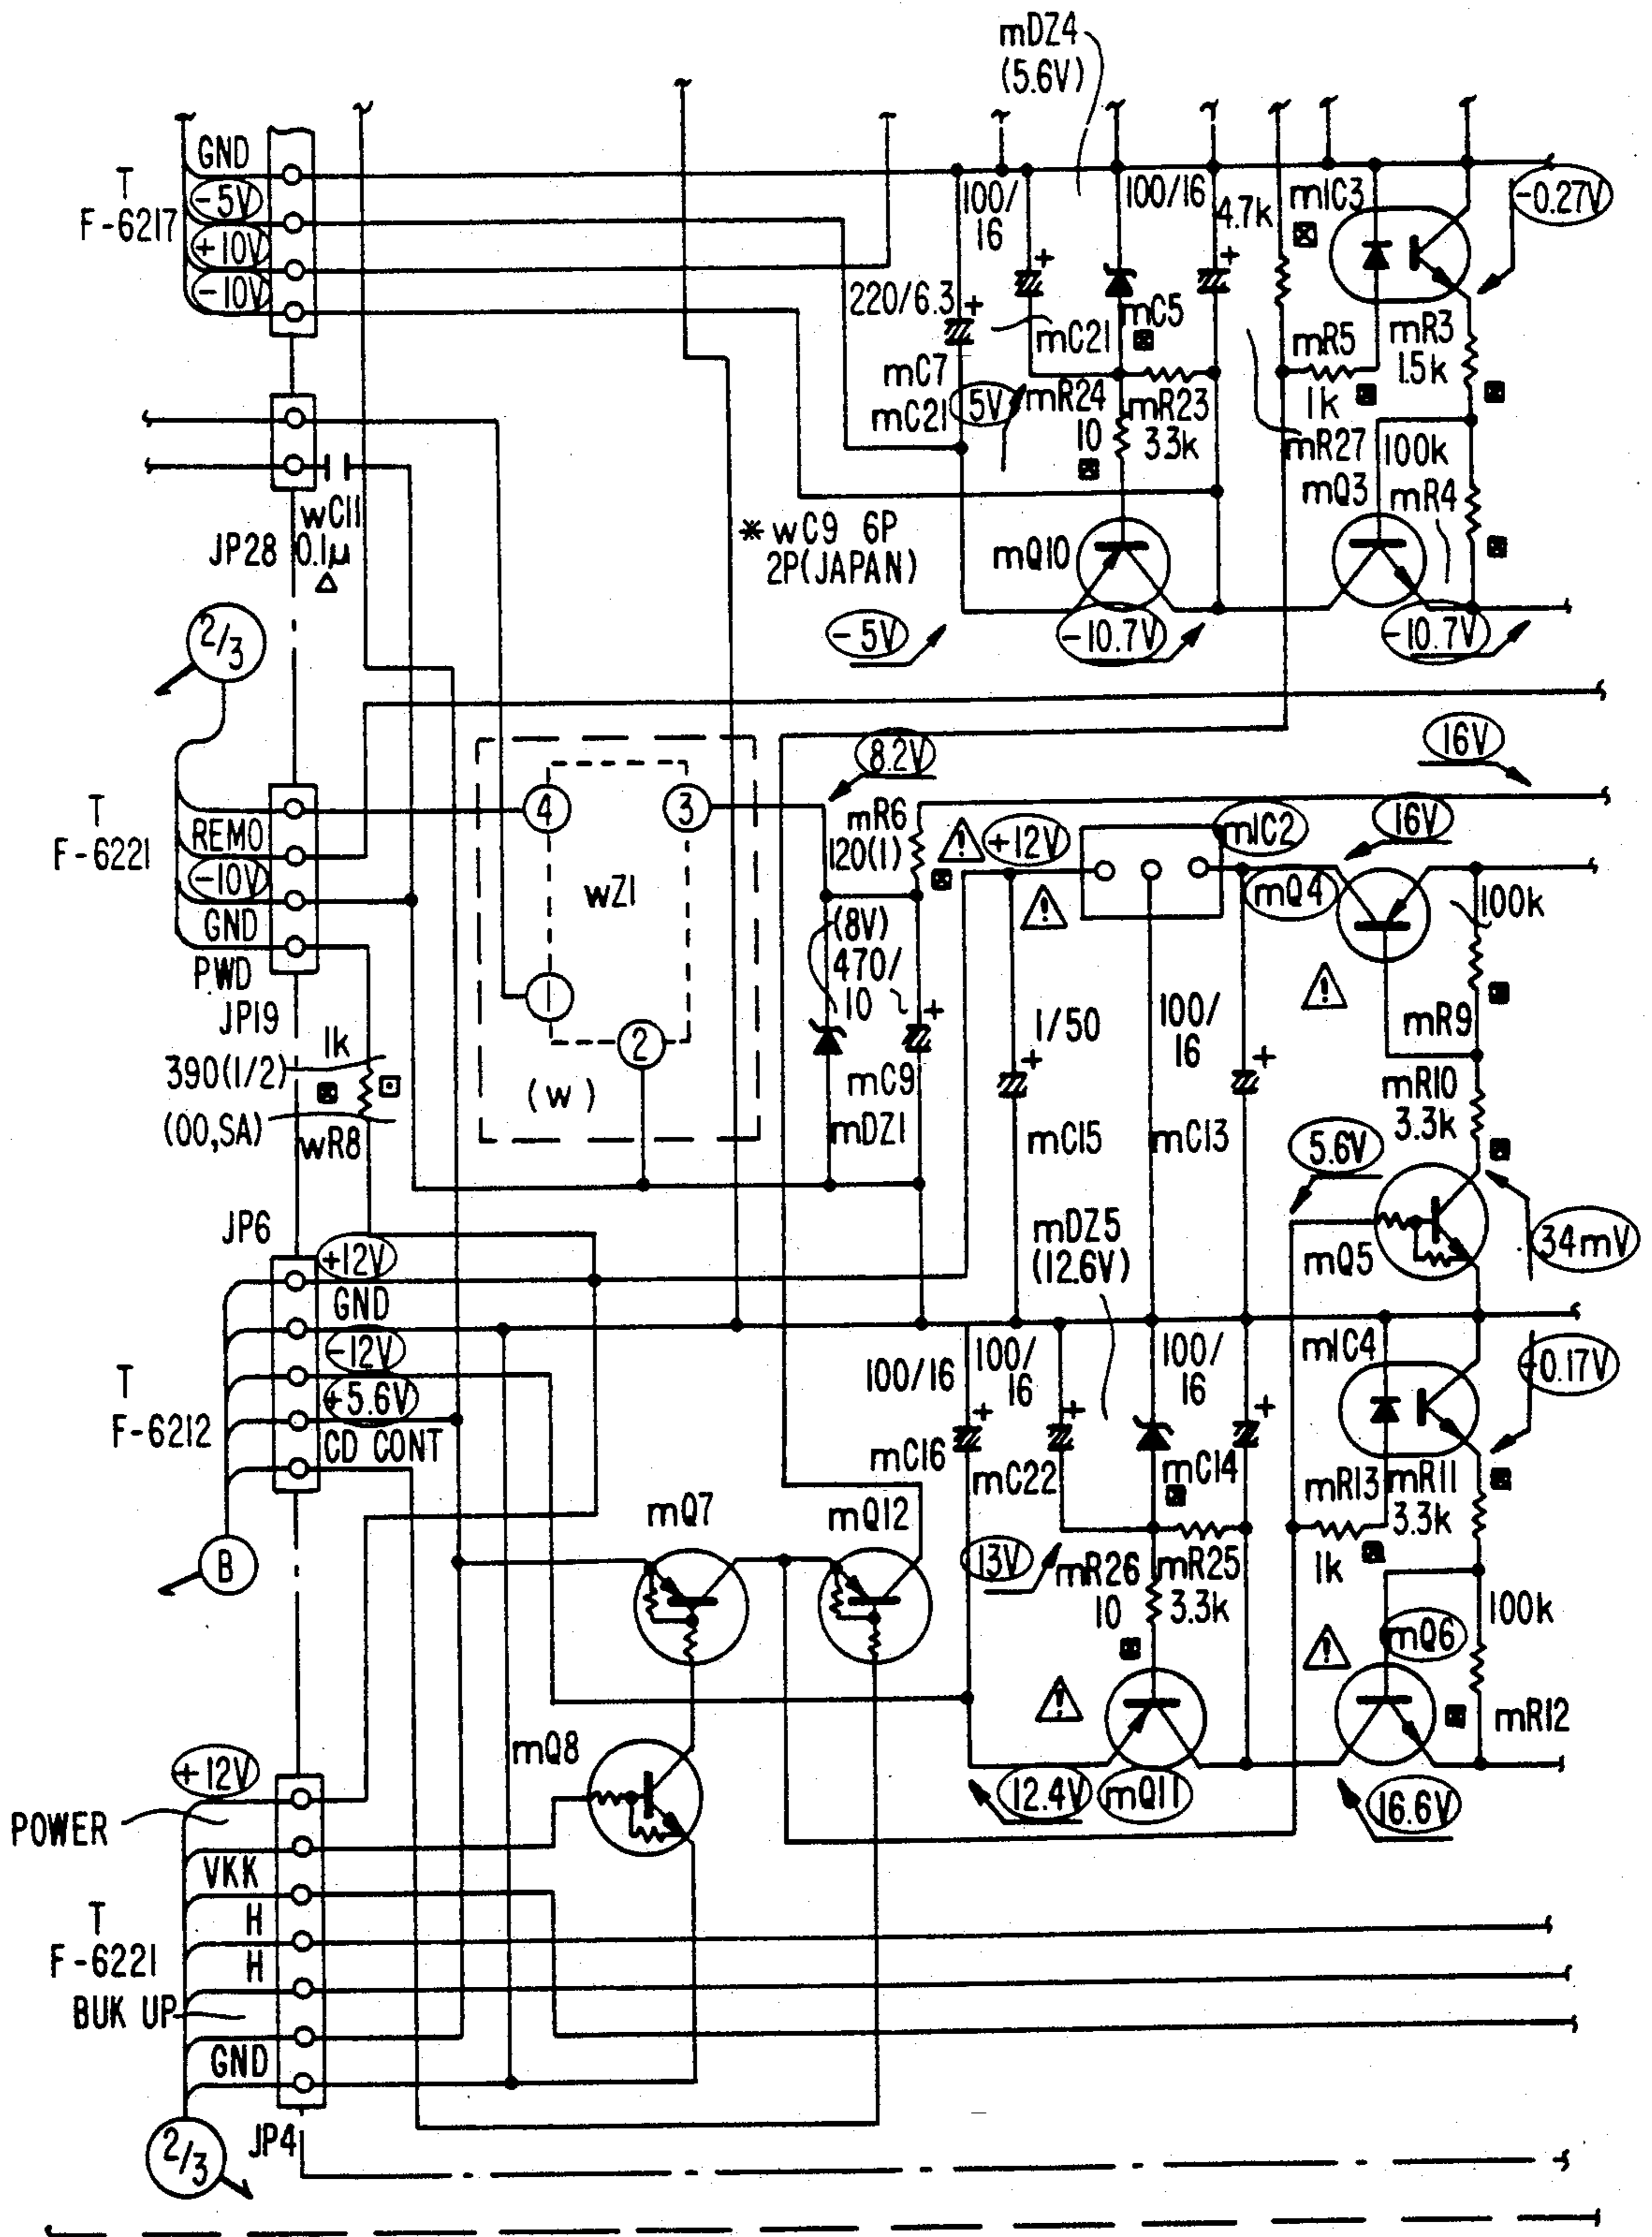 mDZ4
(5.6V)
GND
T
F-6217
-5V
+10V
-10V
100/
16
100/16
4.7k
mIC3
-0.27V
220/6.3
+
+
+
mC21
mC5
mC7
mC21
5V
mR24
10
mR23
3.3k
mR5
1k
mR3
1.5k
mR27
100k
mQ3
mR4
wC11
0.1μ
JP28
* wC9 6P
2P(JAPAN)
mQ10
-5V
-10.7V
-10.7V
2/3
8.2V
16V
T
F-6221
REMO
-10V
GND
PWD
JP19
4
3
wZ1
1
2
(w)
mR6
120(1)
+12V
mIC2
16V
mQ4
100k
(8V)
470/
10
+
mC9
mDZ1
1/50
+
mC15
100/
16
+
mC13
mR9
mR10
3.3k
1k
390(1/2)
(OO,SA)
wR8
5.6V
34mV
mQ5
JP6
+12V
GND
-12V
+5.6V
CD CONT
T
F-6212
B
mDZ5
(12.6V)
100/16
+
mC16
100/
16
+
mC22
100/
16
+
mC14
mIC4
+0.17V
mR13
1k
mR11
3.3k
mQ7
mQ12
13V
mR26
10
mR25
3.3k
100k
mQ6
mR12
mQ8
12.4V
mQ11
16.6V
+12V
POWER
VKK
T
F-6221
H
H
BUK UP
GND
2/3
JP4